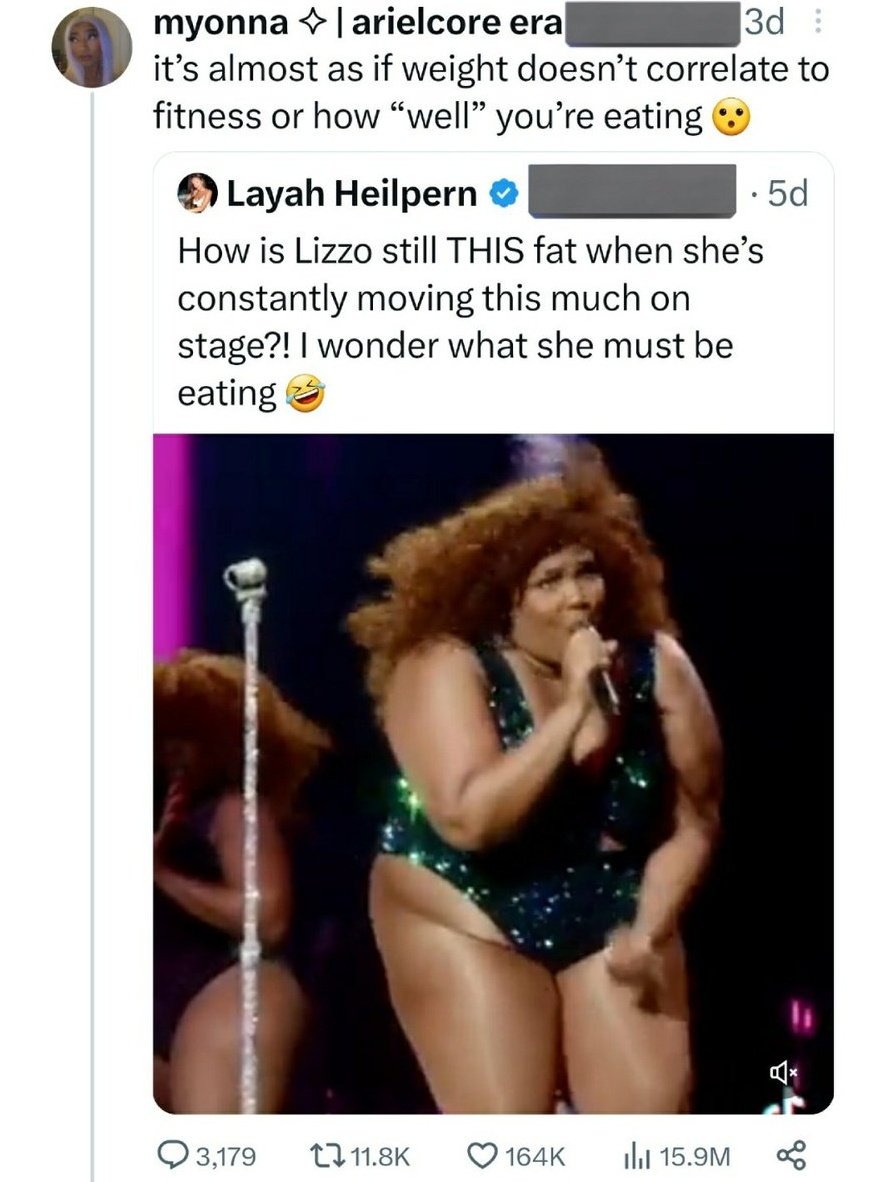 myonna ✧ | arielcore era 3d
it’s almost as if weight doesn’t correlate to
fitness or how “well” you’re eating 😮
Layah Heilpern · 5d
How is Lizzo still THIS fat when she’s
constantly moving this much on
stage?! I wonder what she must be
eating 🤣
3,179 11.8K 164K 15.9M